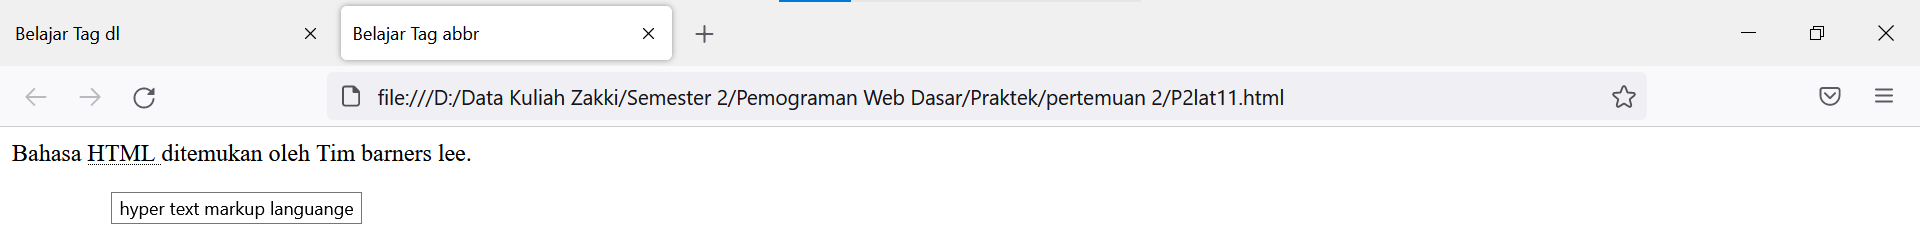 Belajar Tag dl
Belajar Tag abbr
file:///D:/Data Kuliah Zakki/Semester 2/Pemograman Web Dasar/Praktek/pertemuan 2/P2lat11.html
Bahasa HTML ditemukan oleh Tim barners lee.
hyper text markup languange